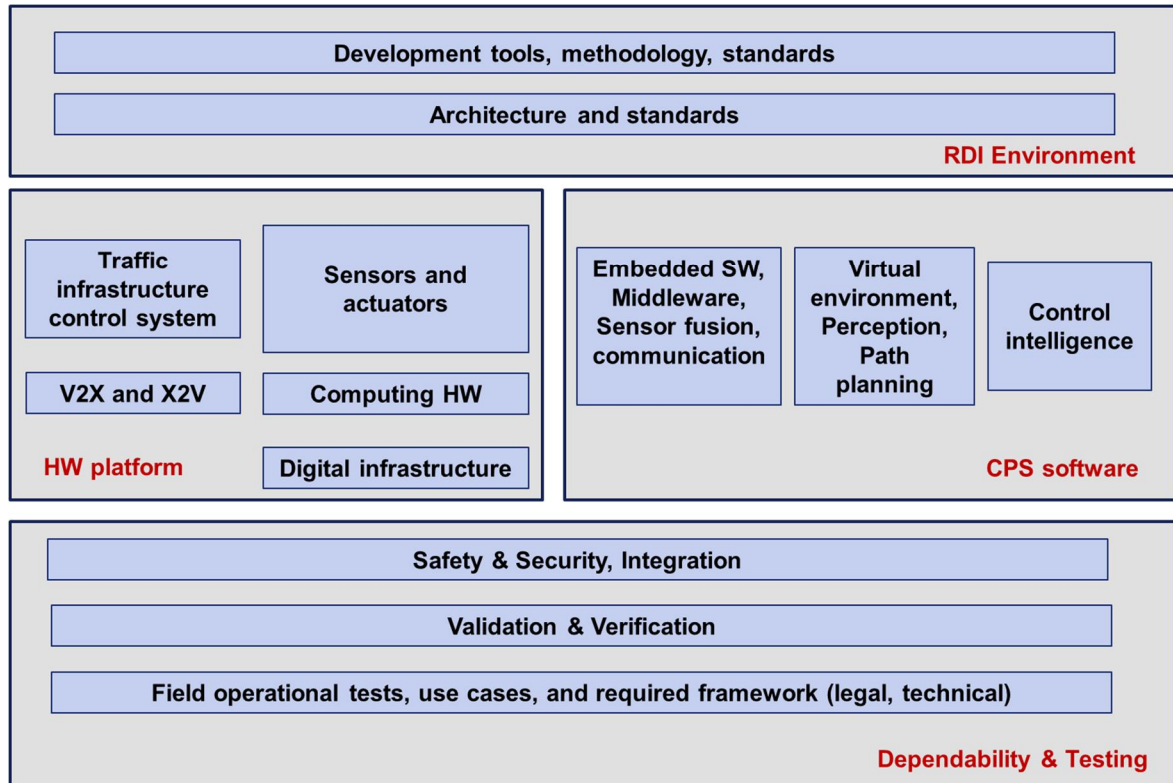 Development tools, methodology, standards
Architecture and standards
RDI Environment
Traffic
infrastructure
control system
Sensors and
actuators
V2X and X2V
Computing HW
HW platform
Digital infrastructure
Embedded SW,
Middleware,
Sensor fusion,
communication
Virtual
environment,
Perception,
Path
planning
Control
intelligence
CPS software
Safety & Security, Integration
Validation & Verification
Field operational tests, use cases, and required framework (legal, technical)
Dependability & Testing